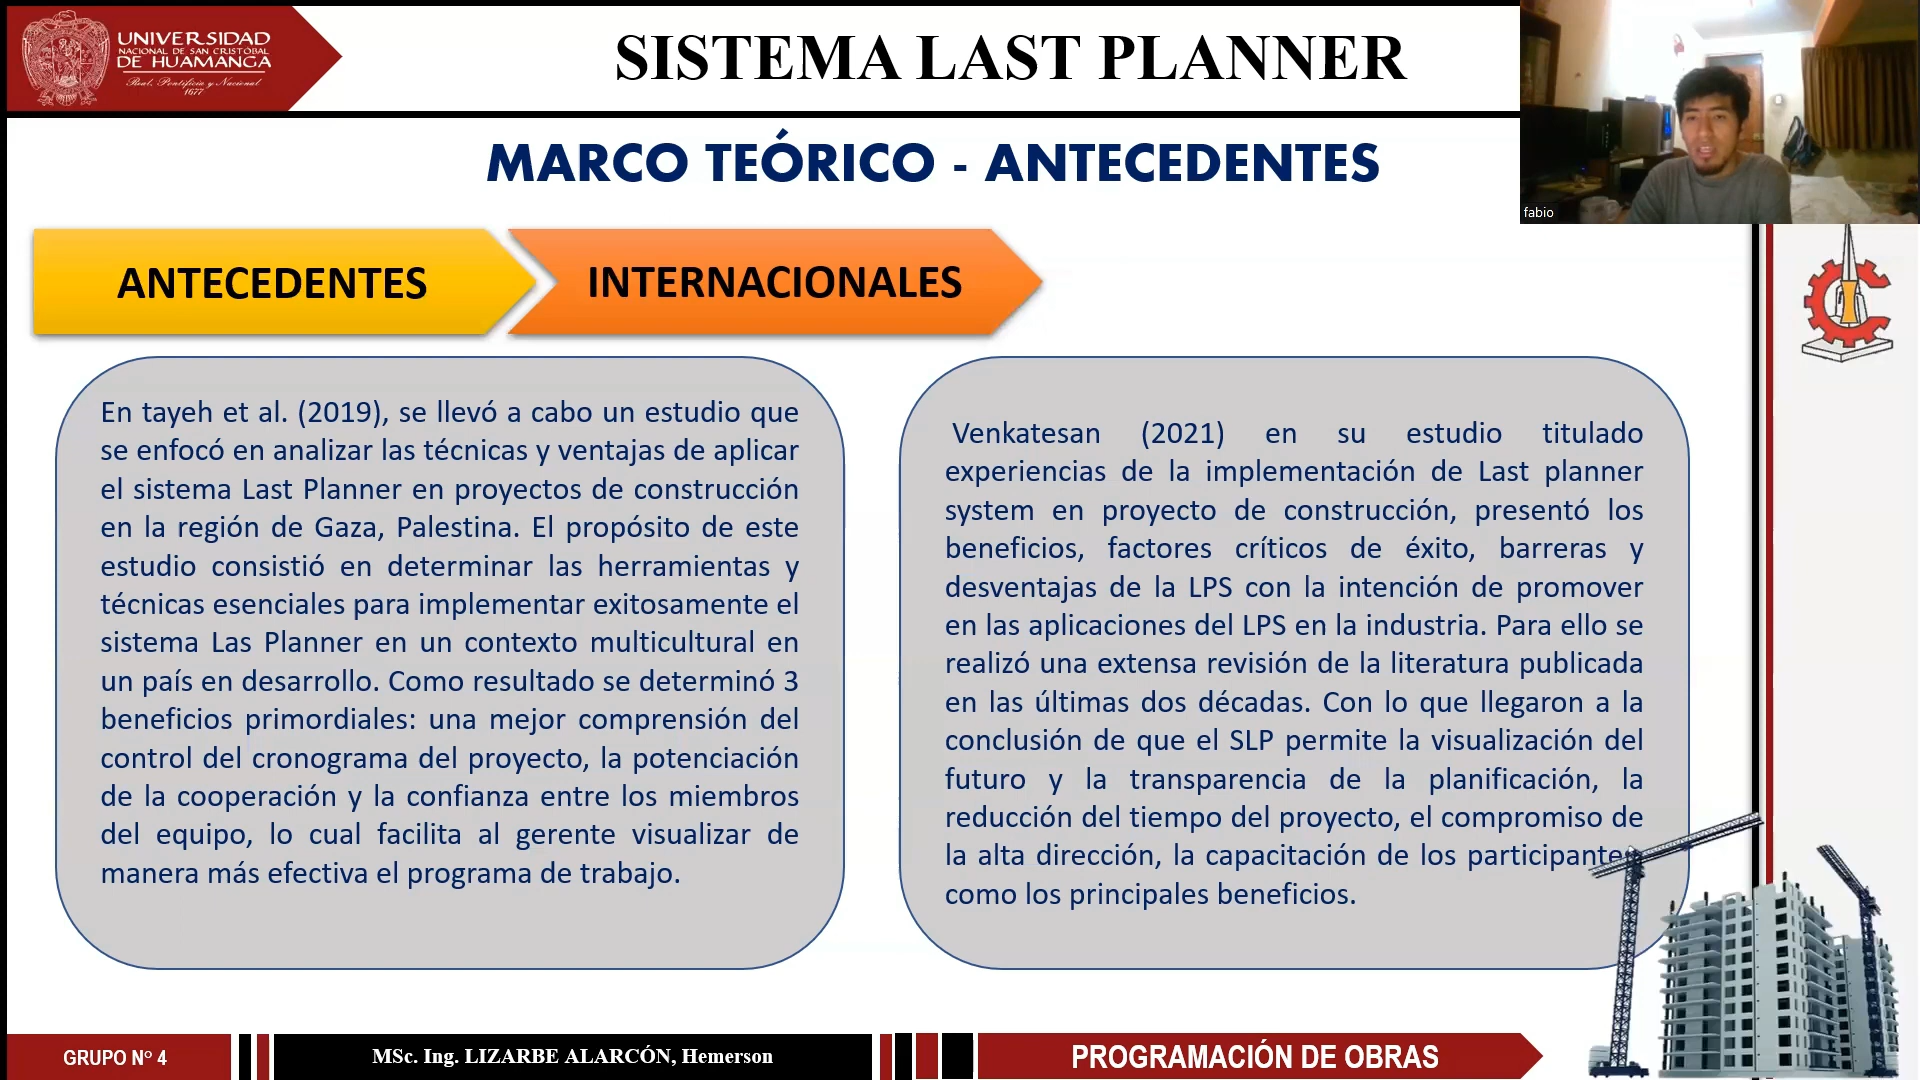 UNIVERSIDAD
NACIONAL DE SAN CRISTÓBAL
DE HUAMANGA
Real, Pontificia y Nacional
1677
SISTEMA LAST PLANNER
fabio
MARCO TEÓRICO - ANTECEDENTES
ANTECEDENTES
INTERNACIONALES
En tayeh et al. (2019), se llevó a cabo un estudio que
se enfocó en analizar las técnicas y ventajas de aplicar
el sistema Last Planner en proyectos de construcción
en la región de Gaza, Palestina. El propósito de este
estudio consistió en determinar las herramientas y
técnicas esenciales para implementar exitosamente el
sistema Las Planner en un contexto multicultural en
un país en desarrollo. Como resultado se determinó 3
beneficios primordiales: una mejor comprensión del
control del cronograma del proyecto, la potenciación
de la cooperación y la confianza entre los miembros
del equipo, lo cual facilita al gerente visualizar de
manera más efectiva el programa de trabajo.
Venkatesan (2021) en su estudio titulado
experiencias de la implementación de Last planner
system en proyecto de construcción, presentó los
beneficios, factores críticos de éxito, barreras y
desventajas de la LPS con la intención de promover
en las aplicaciones del LPS en la industria. Para ello se
realizó una extensa revisión de la literatura publicada
en las últimas dos décadas. Con lo que llegaron a la
conclusión de que el SLP permite la visualización del
futuro y la transparencia de la planificación, la
reducción del tiempo del proyecto, el compromiso de
la alta dirección, la capacitación de los participantes
como los principales beneficios.
GRUPO N° 4
MSc. Ing. LIZARBE ALARCÓN, Hemerson
PROGRAMACIÓN DE OBRAS